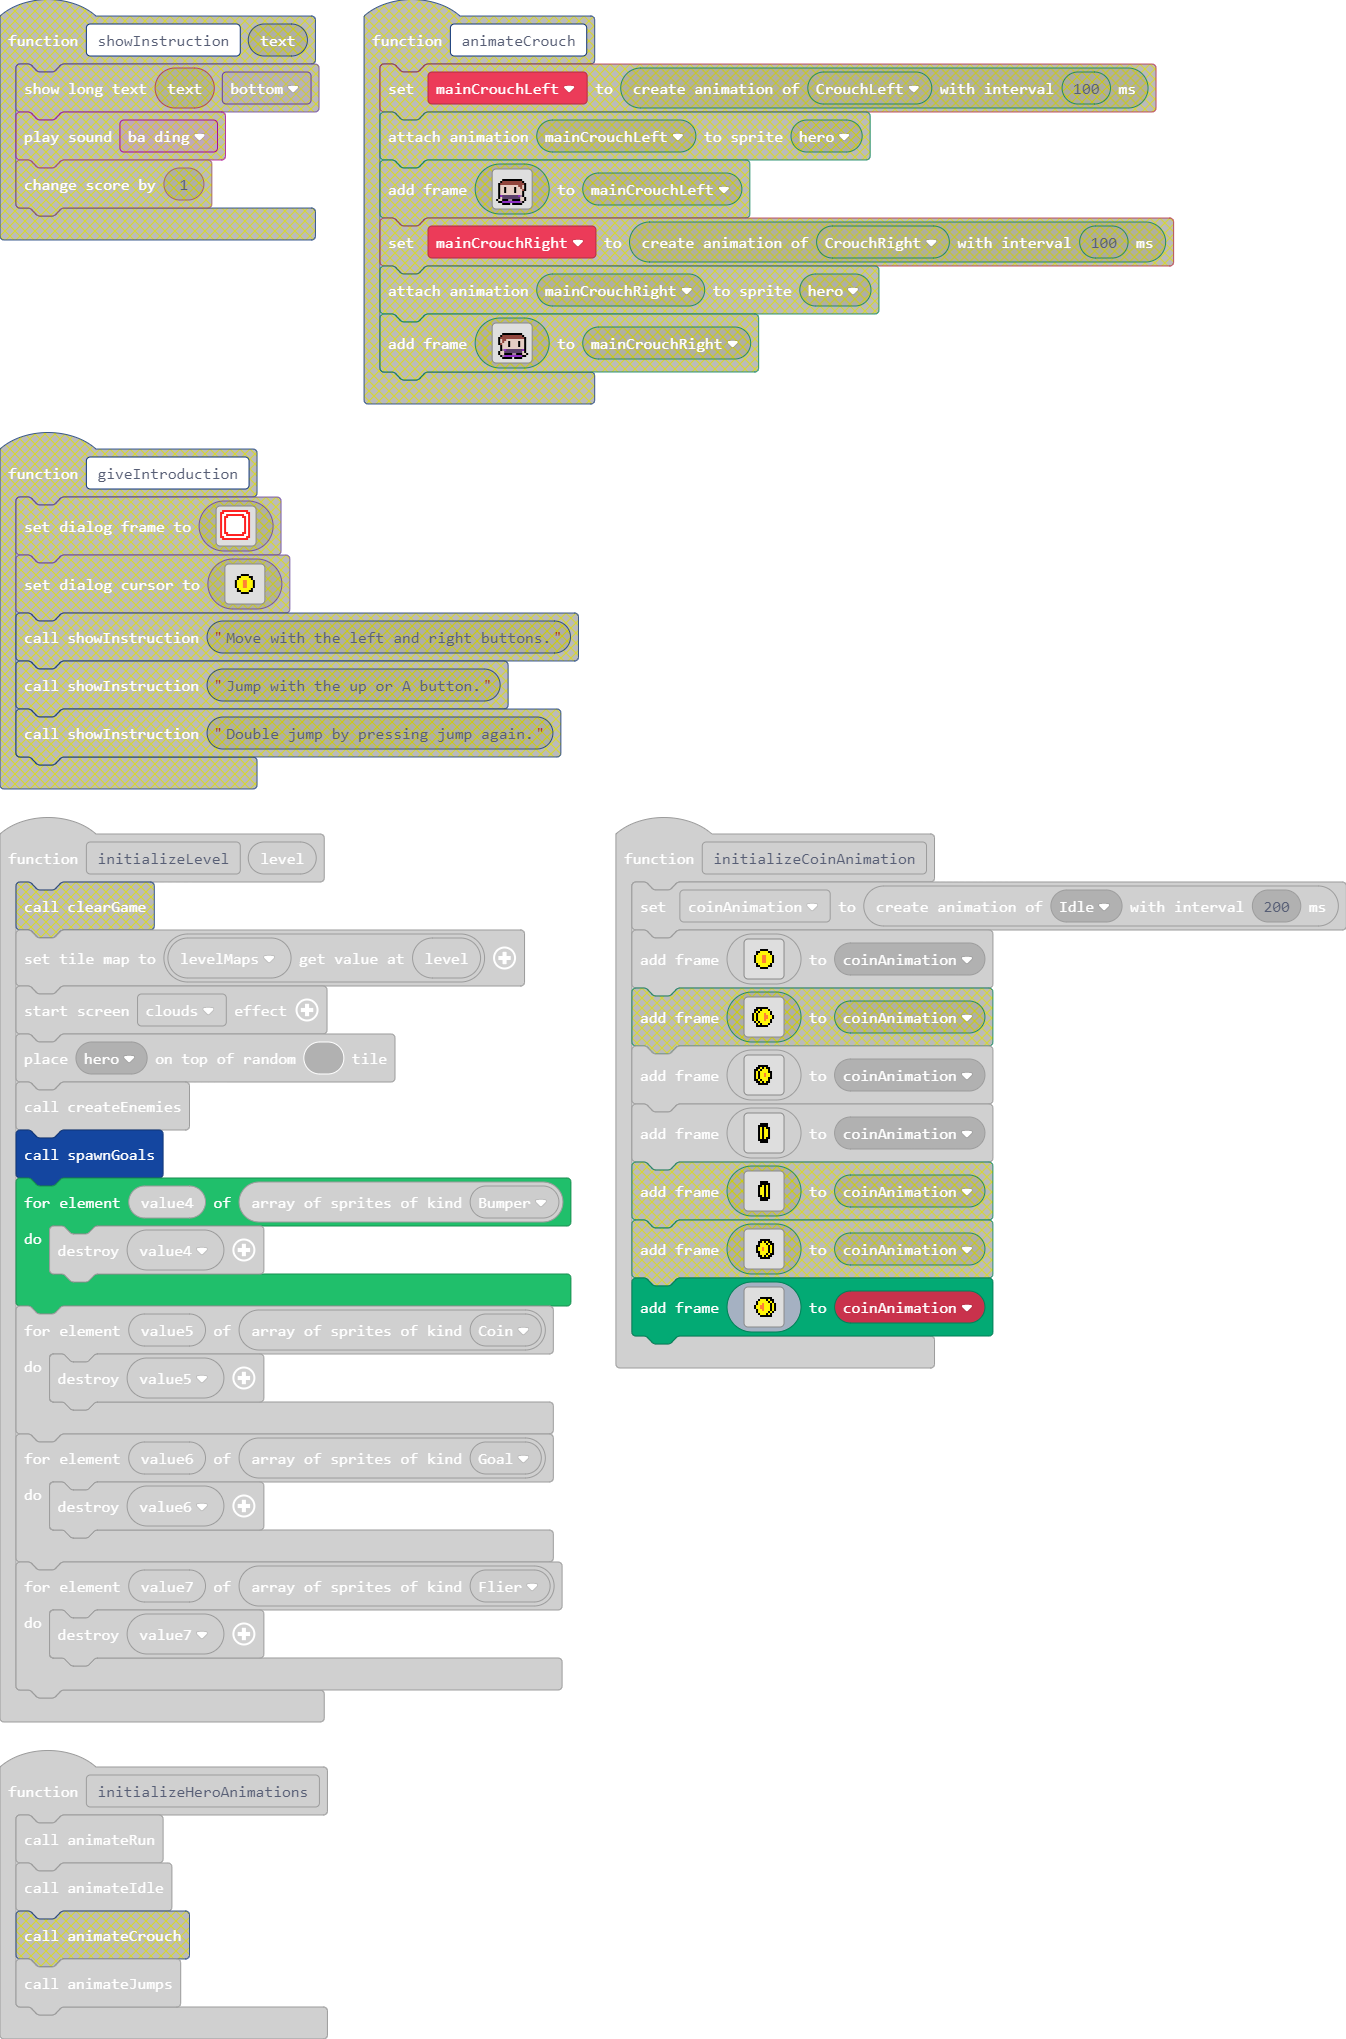 function showInstruction text
show long text text bottom
play sound ba ding
change score by 1
function animateCrouch
set mainCrouchLeft to create animation of CrouchLeft with interval 100 ms
attach animation mainCrouchLeft to sprite hero
add frame to mainCrouchLeft
set mainCrouchRight to create animation of CrouchRight with interval 100 ms
attach animation mainCrouchRight to sprite hero
add frame to mainCrouchRight
function giveIntroduction
set dialog frame to
set dialog cursor to
call showInstruction "Move with the left and right buttons."
call showInstruction "Jump with the up or A button."
call showInstruction "Double jump by pressing jump again."
function initializeLevel level
call clearGame
set tile map to levelMaps get value at level
start screen clouds effect
place hero on top of random tile
call createEnemies
call spawnGoals
for element value4 of array of sprites of kind Bumper
do
destroy value4
for element value5 of array of sprites of kind Coin
do
destroy value5
for element value6 of array of sprites of kind Goal
do
destroy value6
for element value7 of array of sprites of kind Flier
do
destroy value7
function initializeCoinAnimation
set coinAnimation to create animation of Idle with interval 200 ms
add frame to coinAnimation
add frame to coinAnimation
add frame to coinAnimation
add frame to coinAnimation
add frame to coinAnimation
add frame to coinAnimation
add frame to coinAnimation
function initializeHeroAnimations
call animateRun
call animateIdle
call animateCrouch
call animateJumps